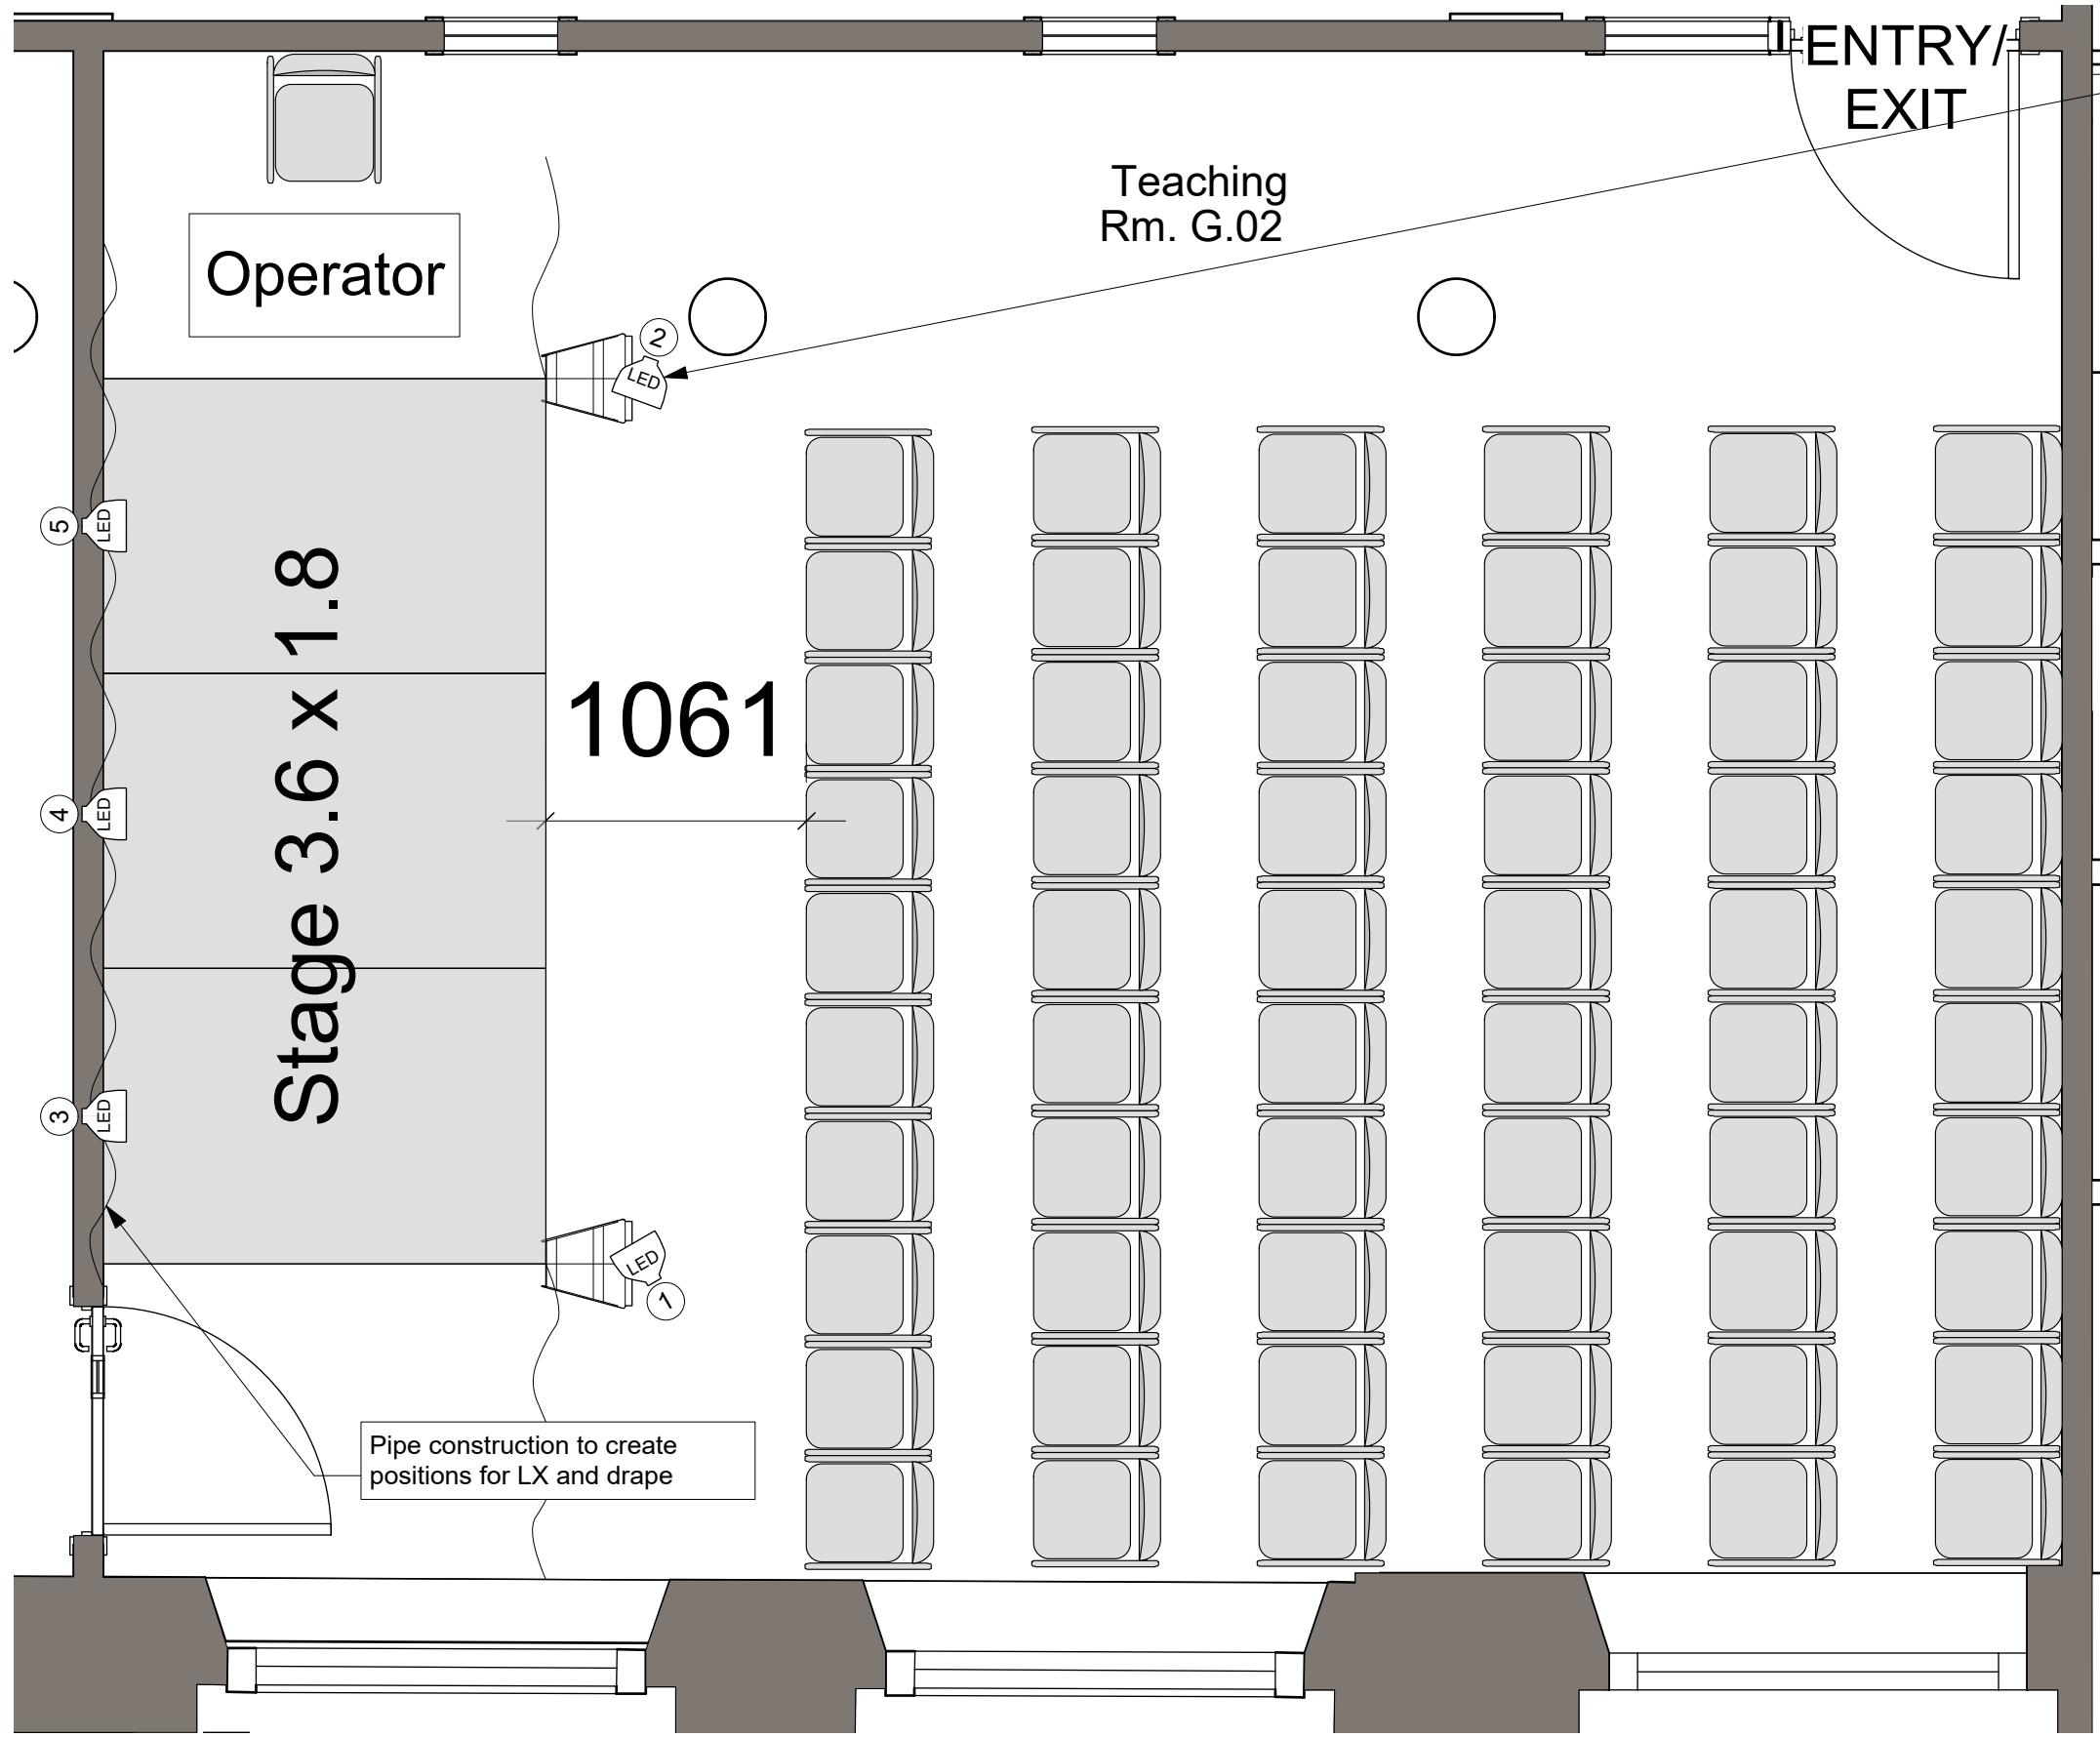 ENTRY/
EXIT
Teaching
Rm. G.02
Operator
2
LED
5
LED
Stage 3.6 x 1.8
1061
4
LED
3
LED
LED
1
Pipe construction to create
positions for LX and drape